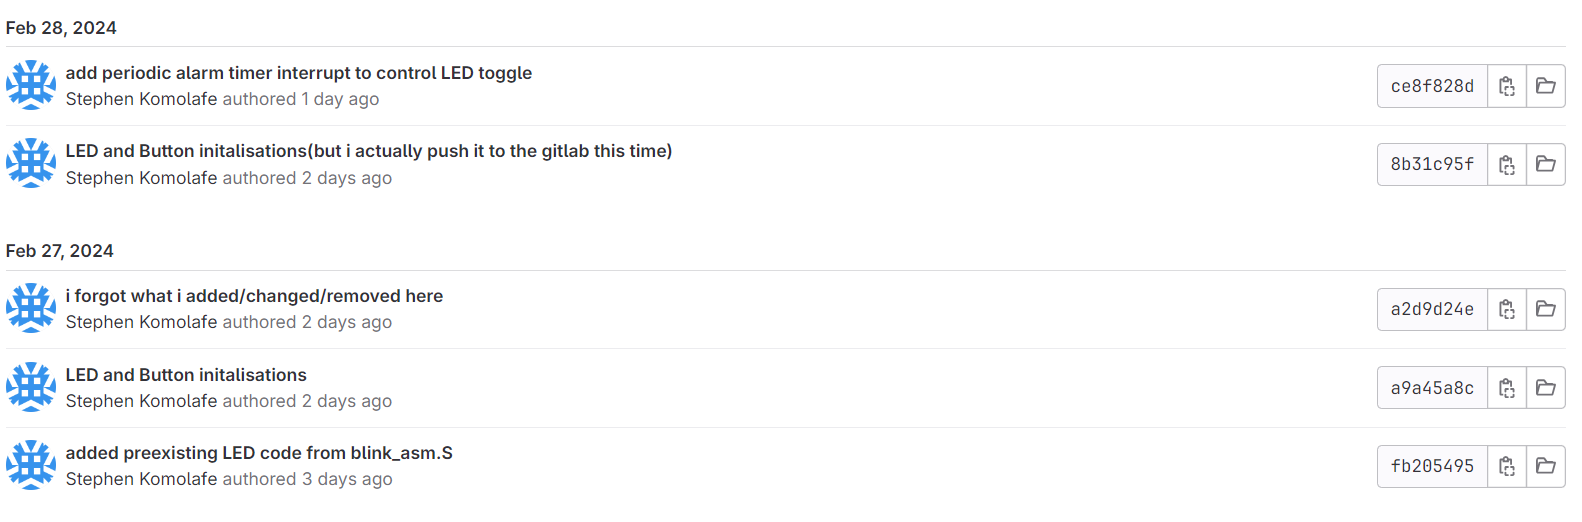 Feb 28, 2024
add periodic alarm timer interrupt to control LED toggle
Stephen Komolafe authored 1 day ago
ce8f828d
LED and Button initalisations(but i actually push it to the gitlab this time)
Stephen Komolafe authored 2 days ago
8b31c95f
Feb 27, 2024
i forgot what i added/changed/removed here
Stephen Komolafe authored 2 days ago
a2d9d24e
LED and Button initalisations
Stephen Komolafe authored 2 days ago
a9a45a8c
added preexisting LED code from blink_asm.S
Stephen Komolafe authored 3 days ago
fb205495